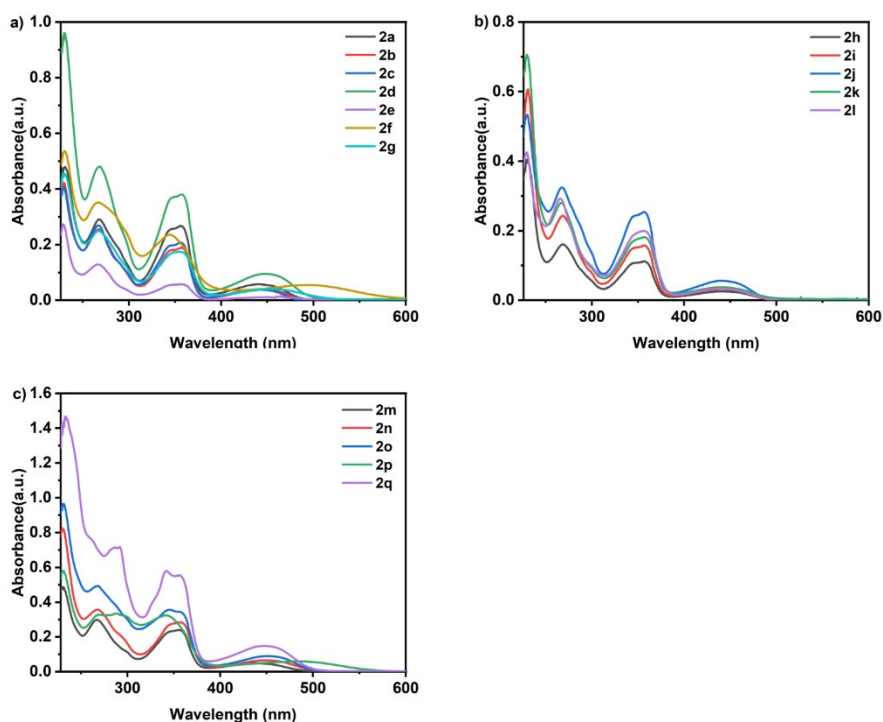 a)
1.0
0.8
0.6
0.4
0.2
0.0
Absorbance(a.u.)
300 400 500 600
Wavelength (nm)
2a
2b
2c
2d
2e
2f
2g
b)
0.8
0.6
0.4
0.2
0.0
Absorbance(a.u.)
300 400 500 600
Wavelength (nm)
2h
2i
2j
2k
2l
c)
1.6
1.4
1.2
1.0
0.8
0.6
0.4
0.2
0.0
Absorbance(a.u.)
300 400 500 600
Wavelength (nm)
2m
2n
2o
2p
2q